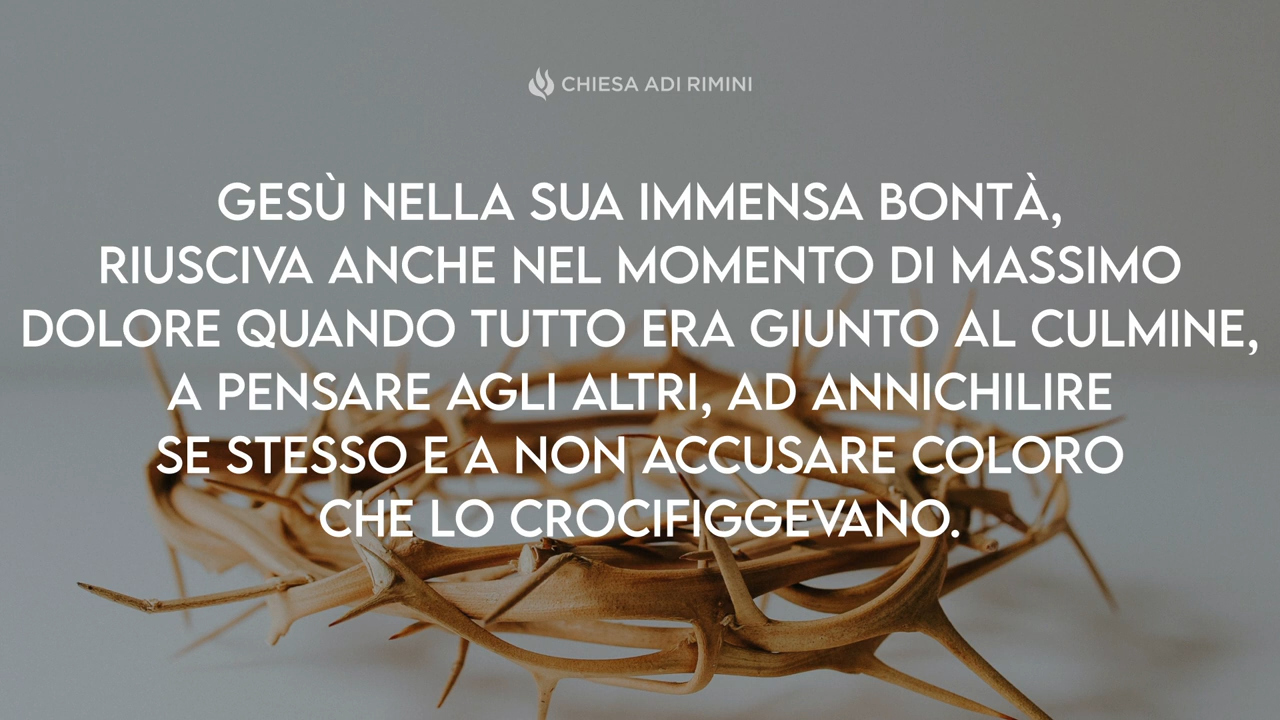 CHIESA ADI RIMINI
GESÙ NELLA SUA IMMENSA BONTÀ,
RIUSCIVA ANCHE NEL MOMENTO DI MASSIMO
DOLORE QUANDO TUTTO ERA GIUNTO AL CULMINE,
A PENSARE AGLI ALTRI, AD ANNICHILIRE
SE STESSO E A NON ACCUSARE COLORO
CHE LO CROCIFIGGEVANO.